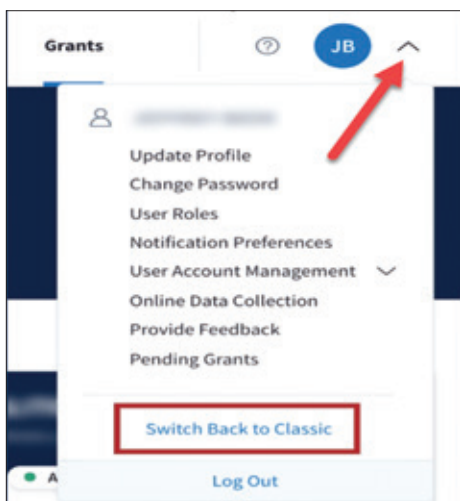 Grants
JB
Update Profile
Change Password
User Roles
Notification Preferences
User Account Management
Online Data Collection
Provide Feedback
Pending Grants
Switch Back to Classic
Log Out